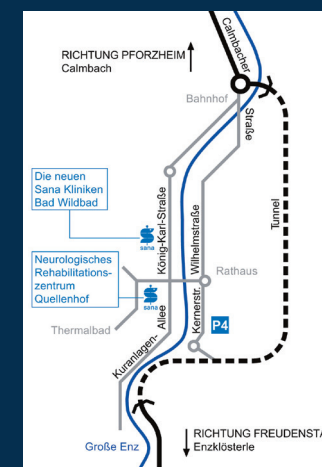 Calmbacher
RICHTUNG PFORZHEIM
Calmbach
Bahnhof
Straße
Die neuen
Sana Kliniken
Bad Wildbad
König-Karl-Straße
Wilhelmstraße
Tunnel
sana
Neurologisches
Rehabilitations-
zentrum
Quellenhof
Rathaus
sana
Thermalbad
Kuranlagen-
Allee
Kernerstr.
P4
Große Enz
RICHTUNG FREUDENSTA
Enzklösterle